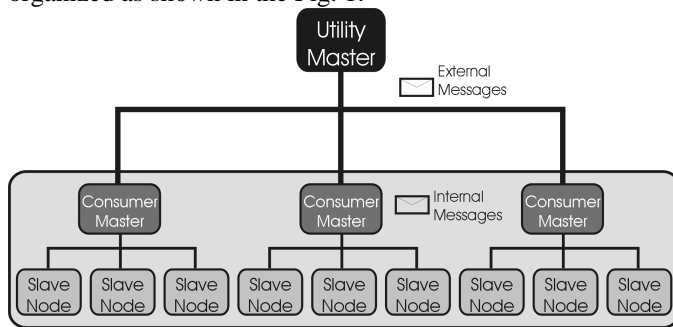 organized as shown in the Fig. 1.
Utility
Master
External
Messages
Consumer
Master
Consumer
Master
Internal
Messages
Consumer
Master
Slave
Node
Slave
Node
Slave
Node
Slave
Node
Slave
Node
Slave
Node
Slave
Node
Slave
Node
Slave
Node